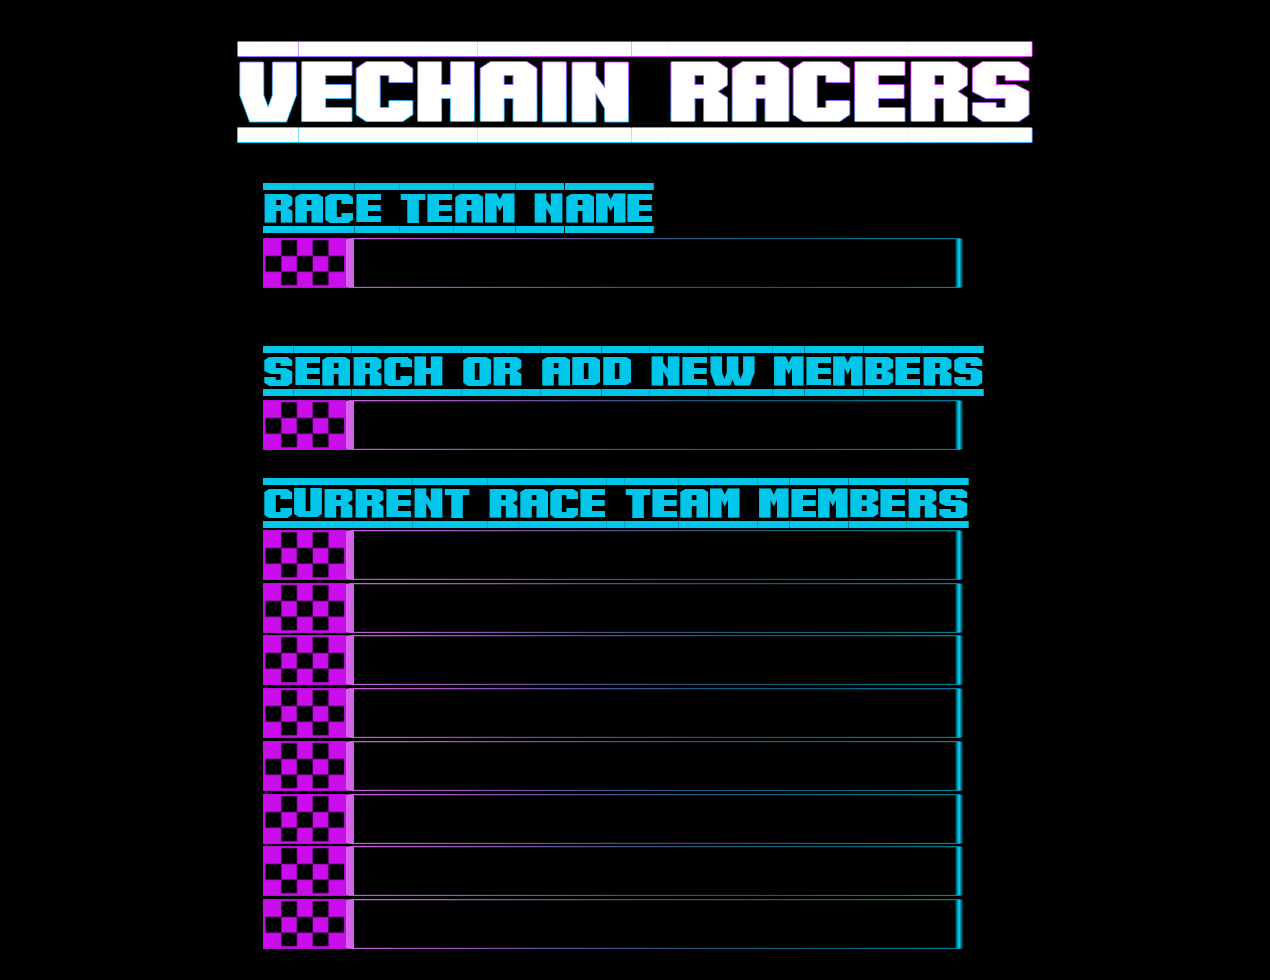 VECHAIN RACERS
RACE TEAM NAME
SEARCH OR ADD NEW MEMBERS
CURRENT RACE TEAM MEMBERS